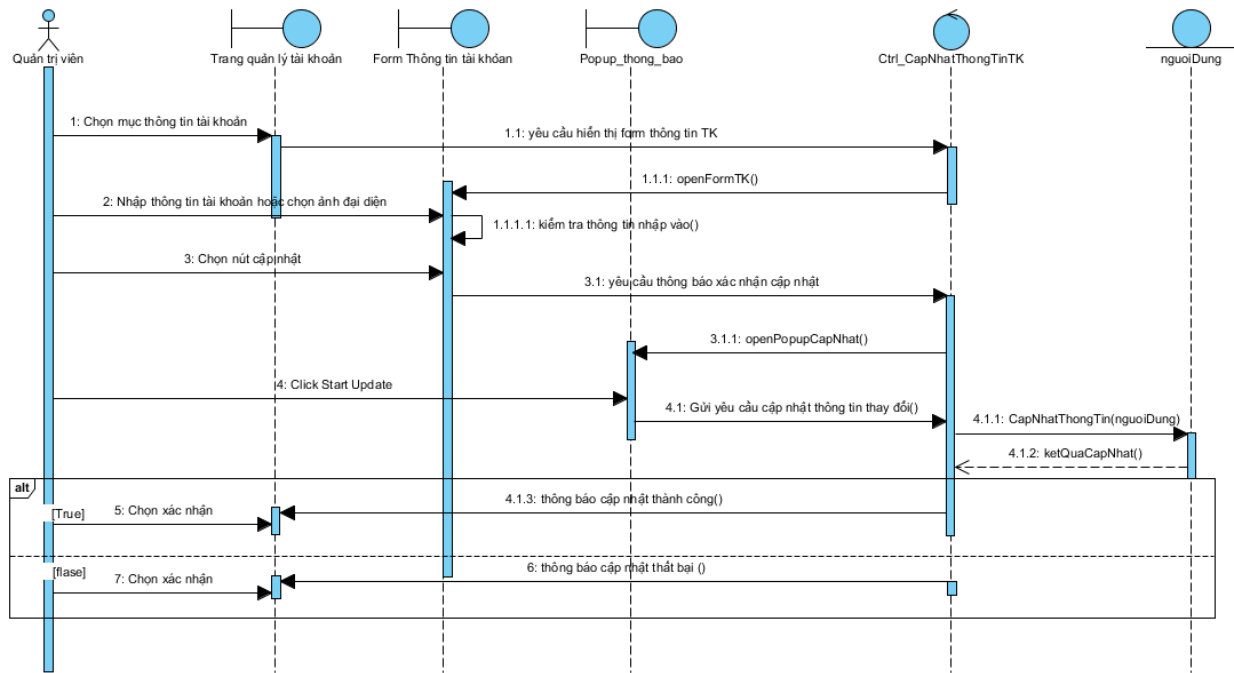 Quản trị viên
Trang quản lý tài khoản
Form Thông tin tài khỏan
Popup_thong_bao
Ctrl_CapNhatThongTinTK
nguoiDung
1: Chọn mục thông tin tài khoản
1.1: yêu cầu hiển thị form thông tin TK
1.1.1: openFormTK()
2: Nhập thông tin tài khoản hoặc chọn ảnh đại diện
1.1.1.1: kiểm tra thông tin nhập vào()
3: Chọn nút cập nhật
3.1: yêu cầu thông báo xác nhận cập nhật
3.1.1: openPopupCapNhat()
4: Click Start Update
4.1: Gửi yêu cầu cập nhật thông tin thay đổi()
4.1.1: CapNhatThongTin(nguoiDung)
4.1.2: ketQuaCapNhat()
alt
4.1.3: thông báo cập nhật thành công()
[True]
5: Chọn xác nhận
6: thông báo cập nhật thất bại ()
[flase]
7: Chọn xác nhận